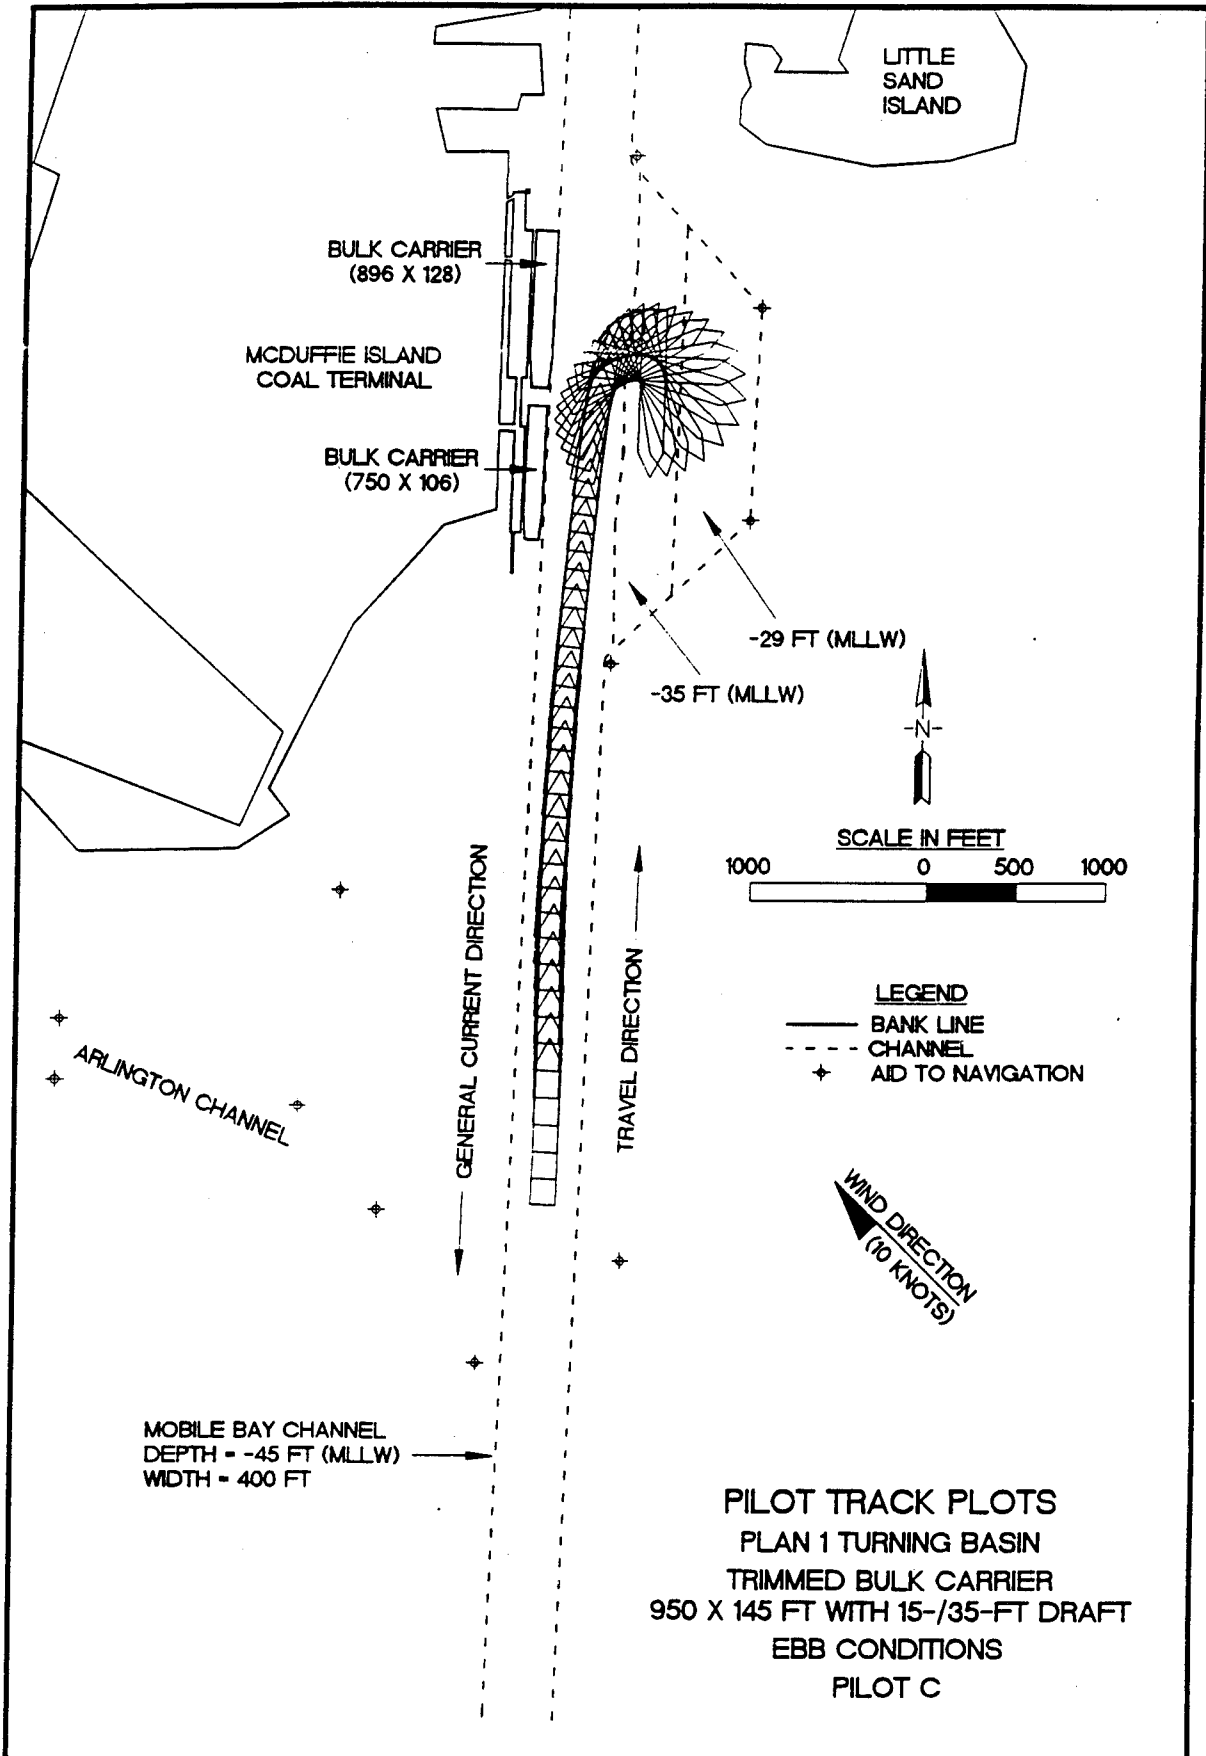 LITTLE
SAND
ISLAND
BULK CARRIER
(896 X 128)
MCDUFFIE ISLAND
COAL TERMINAL
BULK CARRIER
(750 X 106)
-29 FT (MLLW)
-35 FT (MLLW)
-N-
SCALE IN FEET
1000 0 500 1000
GENERAL CURRENT DIRECTION
TRAVEL DIRECTION
LEGEND
BANK LINE
CHANNEL
AID TO NAVIGATION
ARLINGTON CHANNEL
WIND DIRECTION
(10 KNOTS)
MOBILE BAY CHANNEL
DEPTH = -45 FT (MLLW)
WIDTH = 400 FT
PILOT TRACK PLOTS
PLAN 1 TURNING BASIN
TRIMMED BULK CARRIER
950 X 145 FT WITH 15-/35-FT DRAFT
EBB CONDITIONS
PILOT C